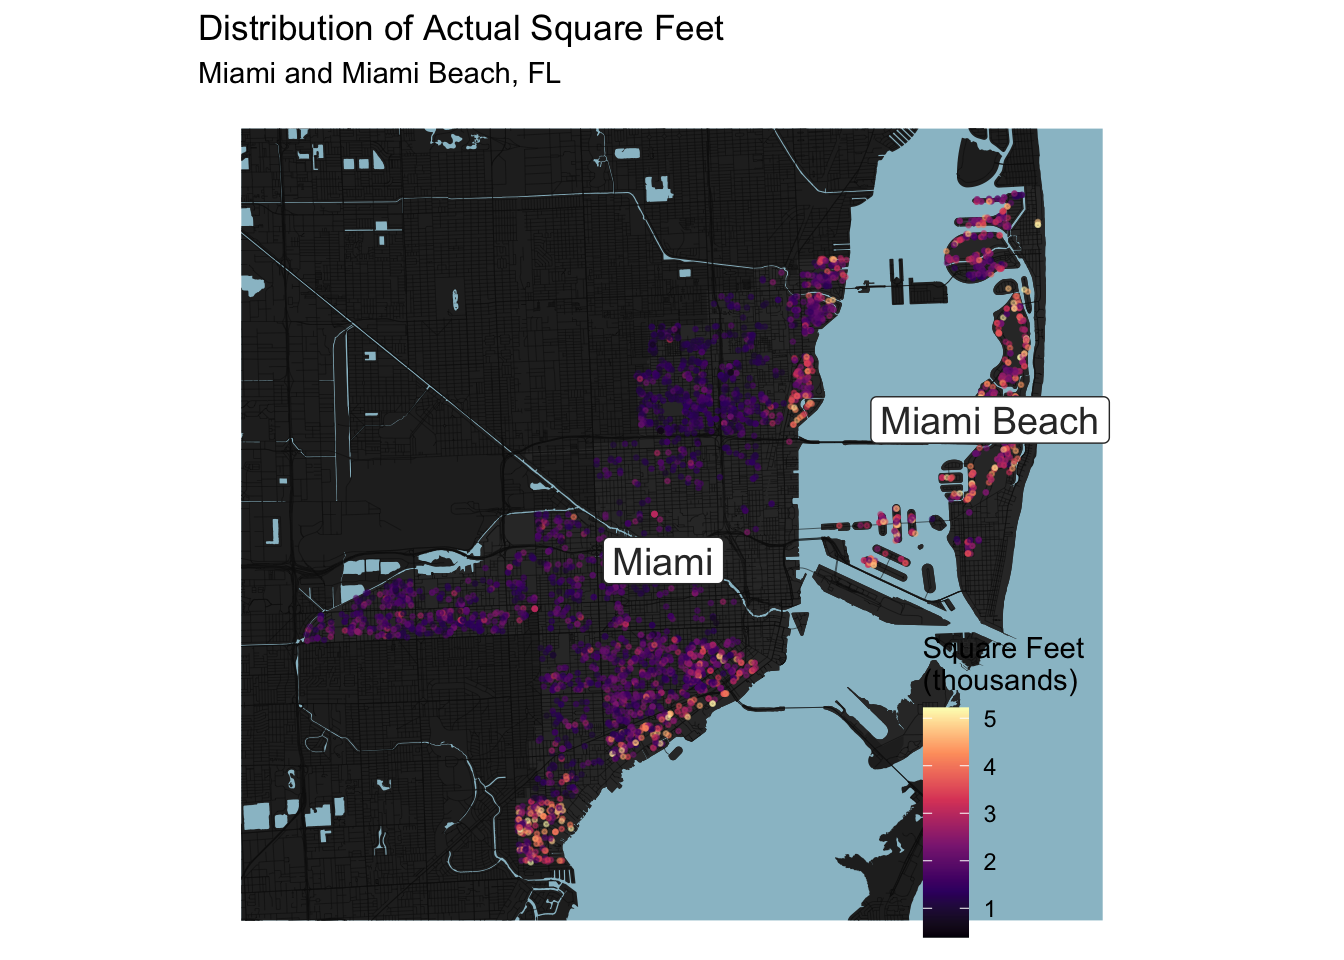 Distribution of Actual Square Feet
Miami and Miami Beach, FL
Miami Beach
Miami
Square Feet
(thousands)
5
4
3
2
1